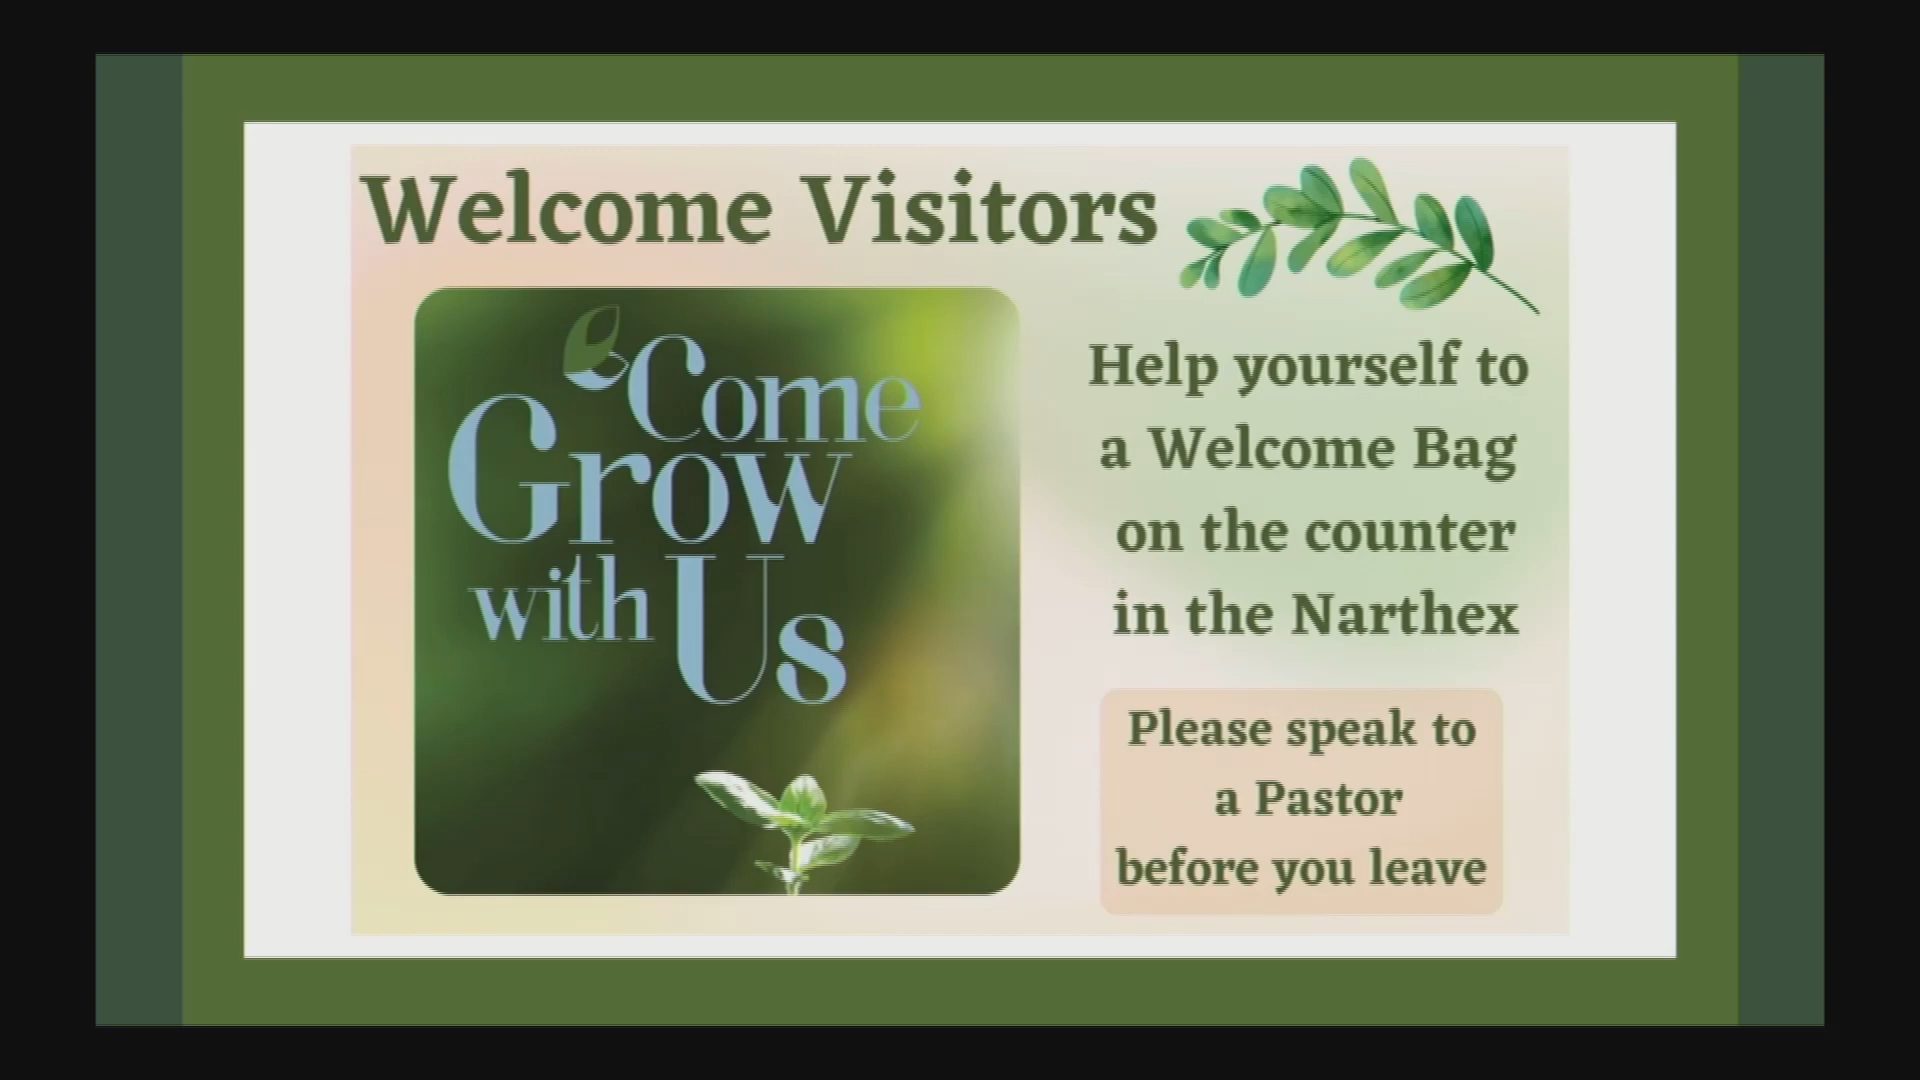 Welcome Visitors
Come
Grow
with Us
Help yourself to
a Welcome Bag
on the counter
in the Narthex
Please speak to
a Pastor
before you leave